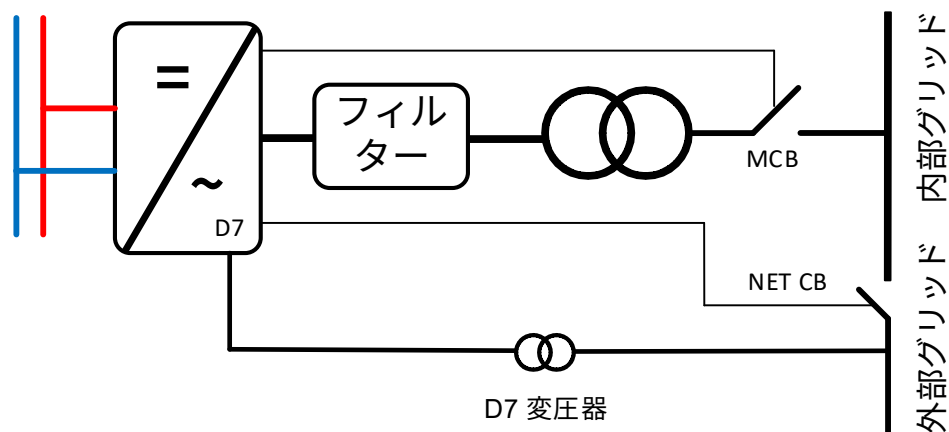 =
~
D7
フィル
ター
MCB
内部グリッド
NET CB
外部グリッド
D7 変圧器